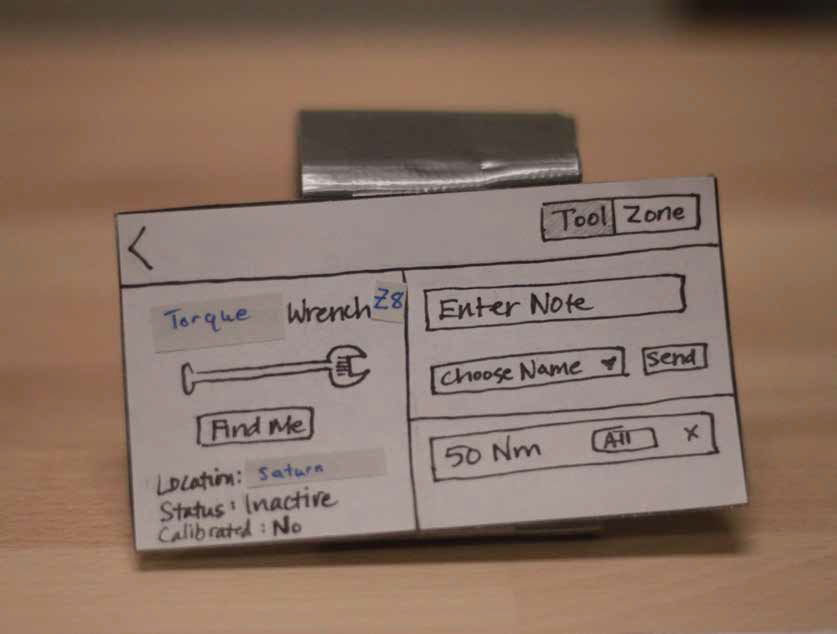 <
Tool Zone
Torque Wrench Z8
Find Me
Location: Saturn
Status: Inactive
Calibrated: No
Enter Note
Choose Name ▾ Send
50 Nm All X